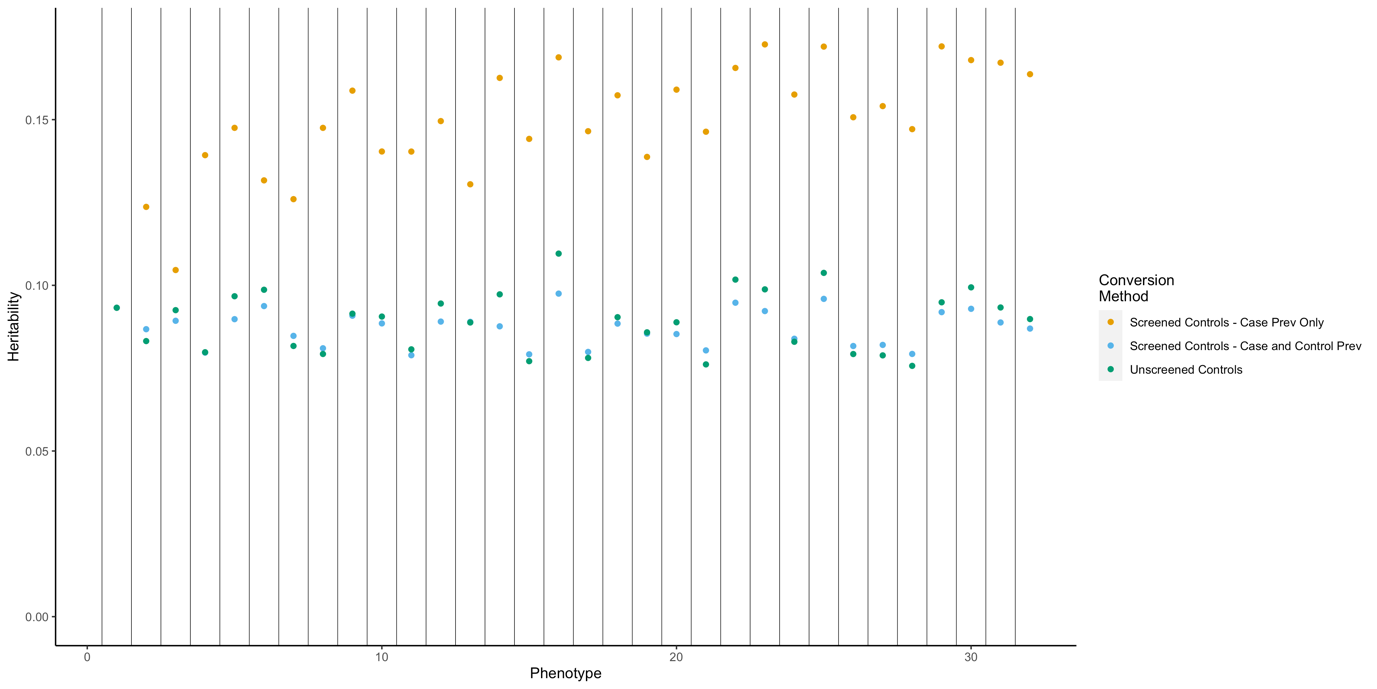 Heritability
0.15
0.10
0.05
0.00
0
10
20
30
Phenotype
Conversion
Method
Screened Controls - Case Prev Only
Screened Controls - Case and Control Prev
Unscreened Controls